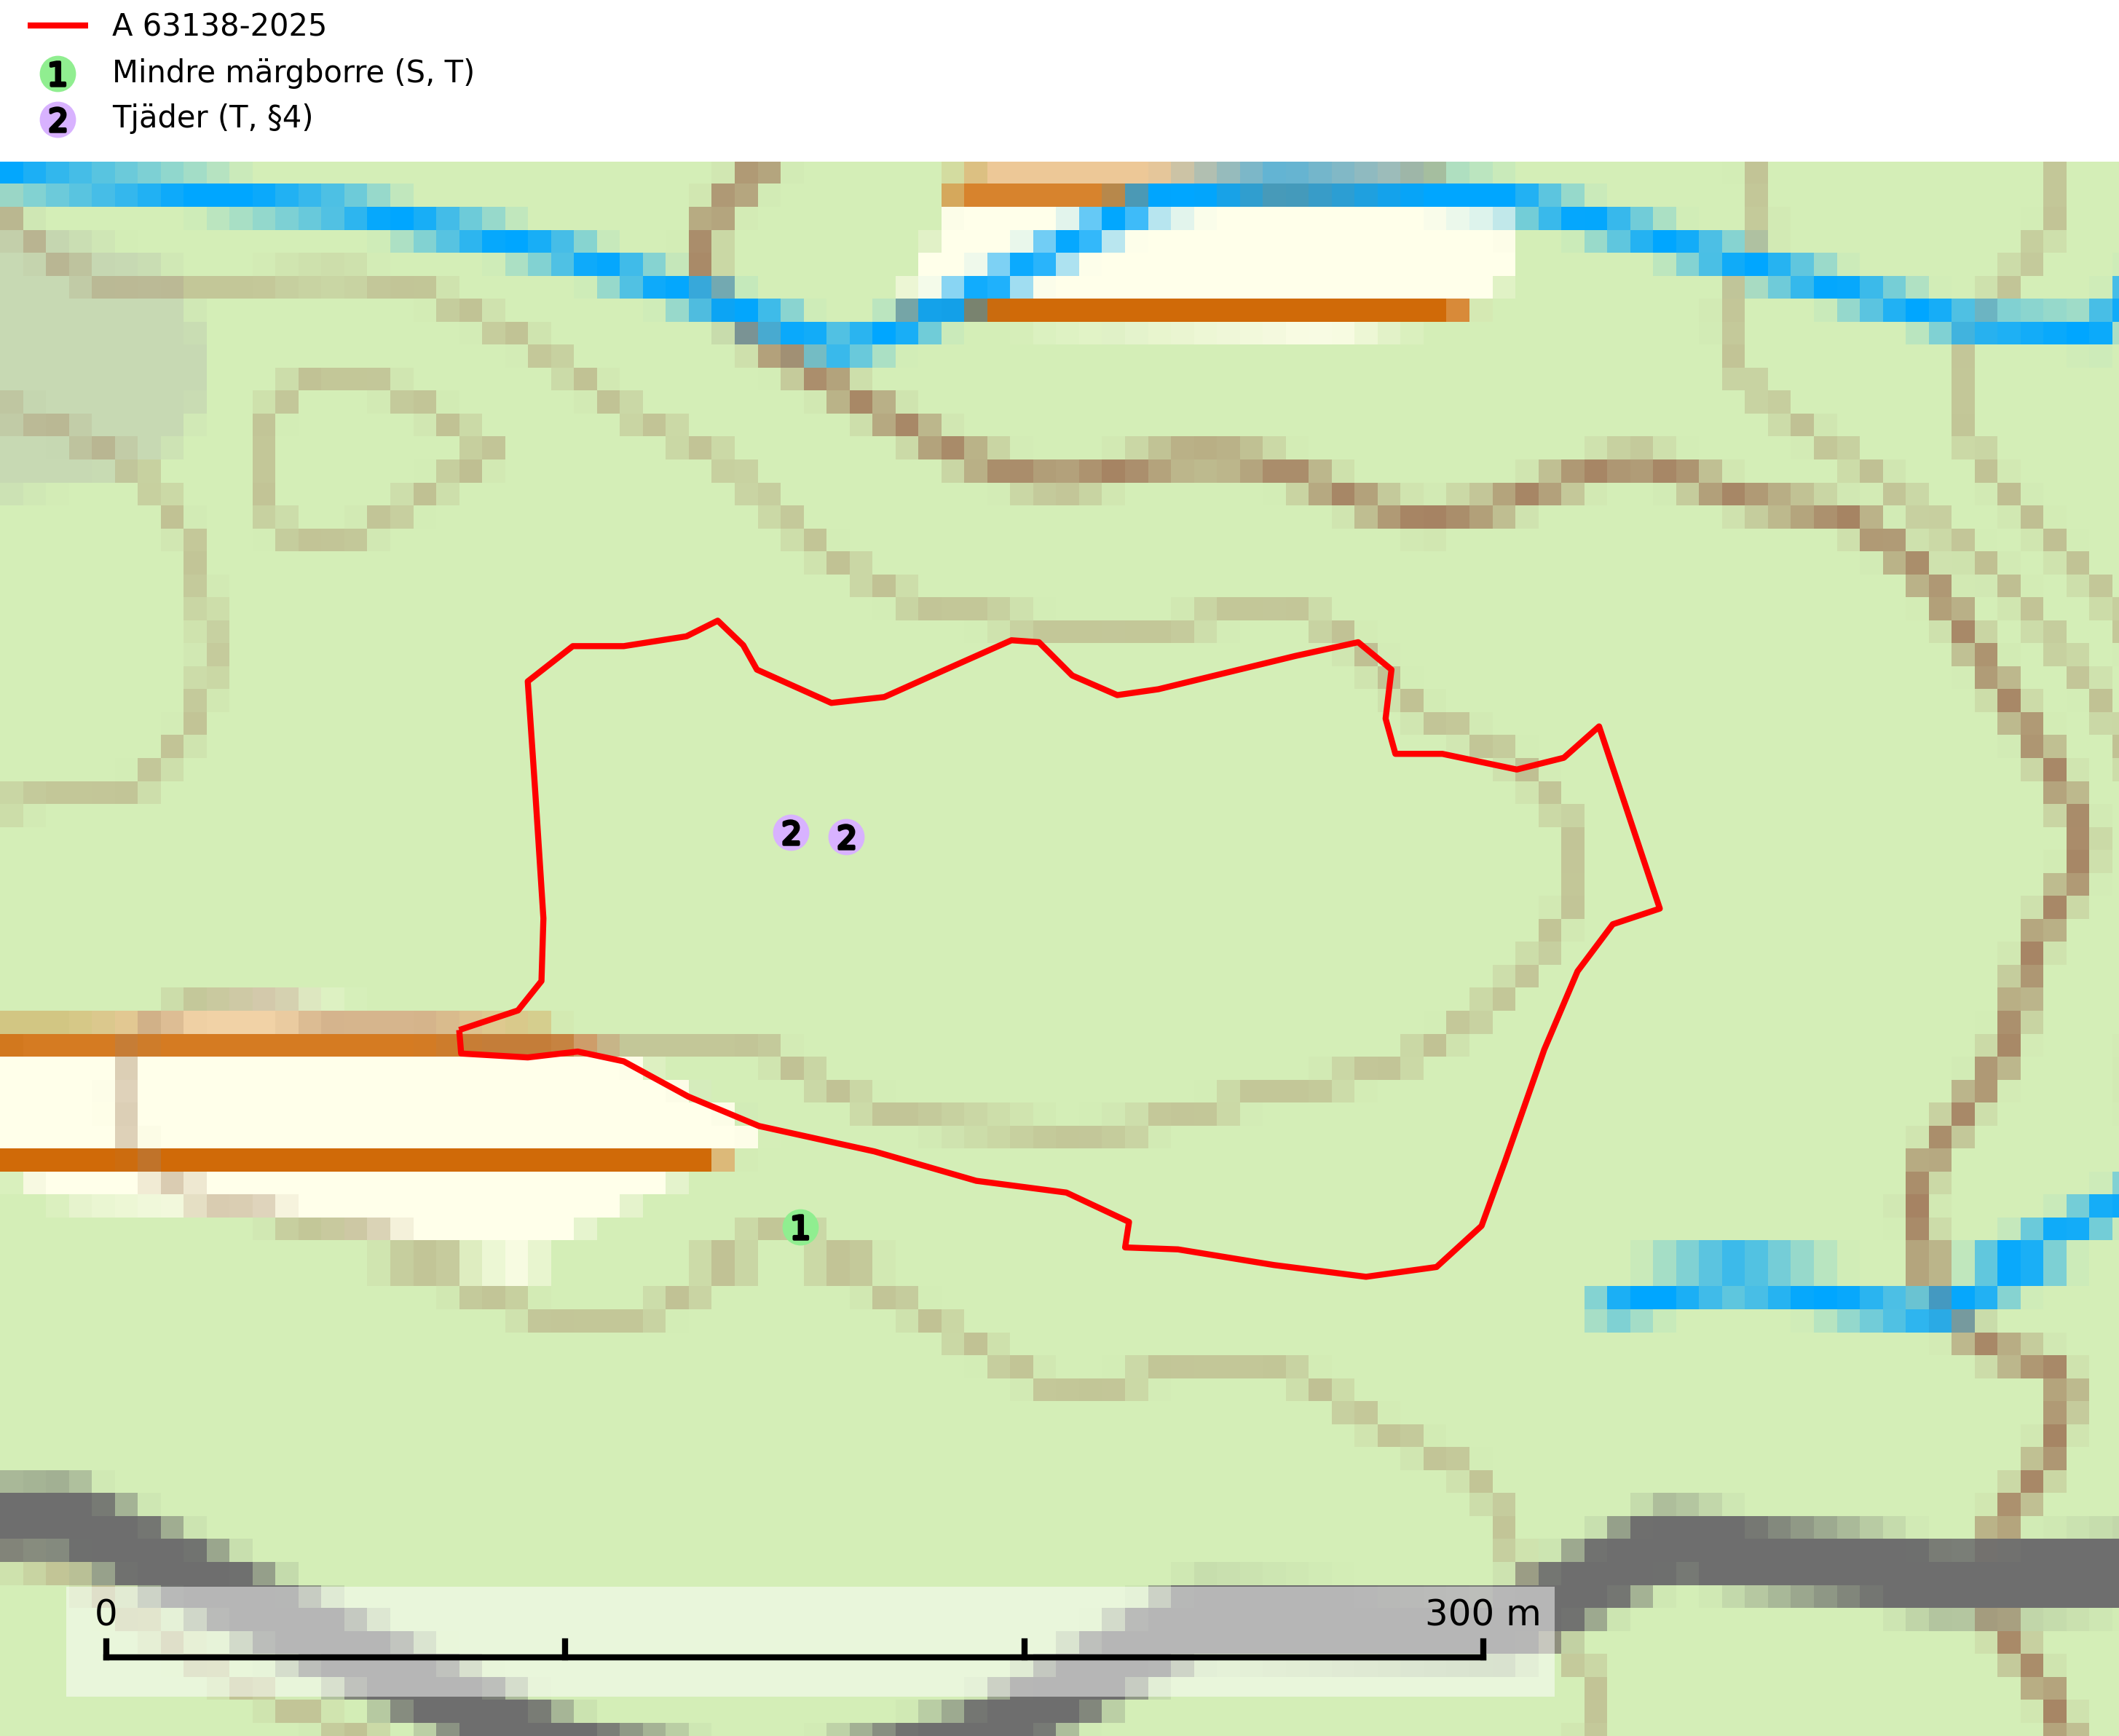 A 63138-2025
1 Mindre märgborre (S, T)
2 Tjäder (T, §4)
2 2
1
0 300 m